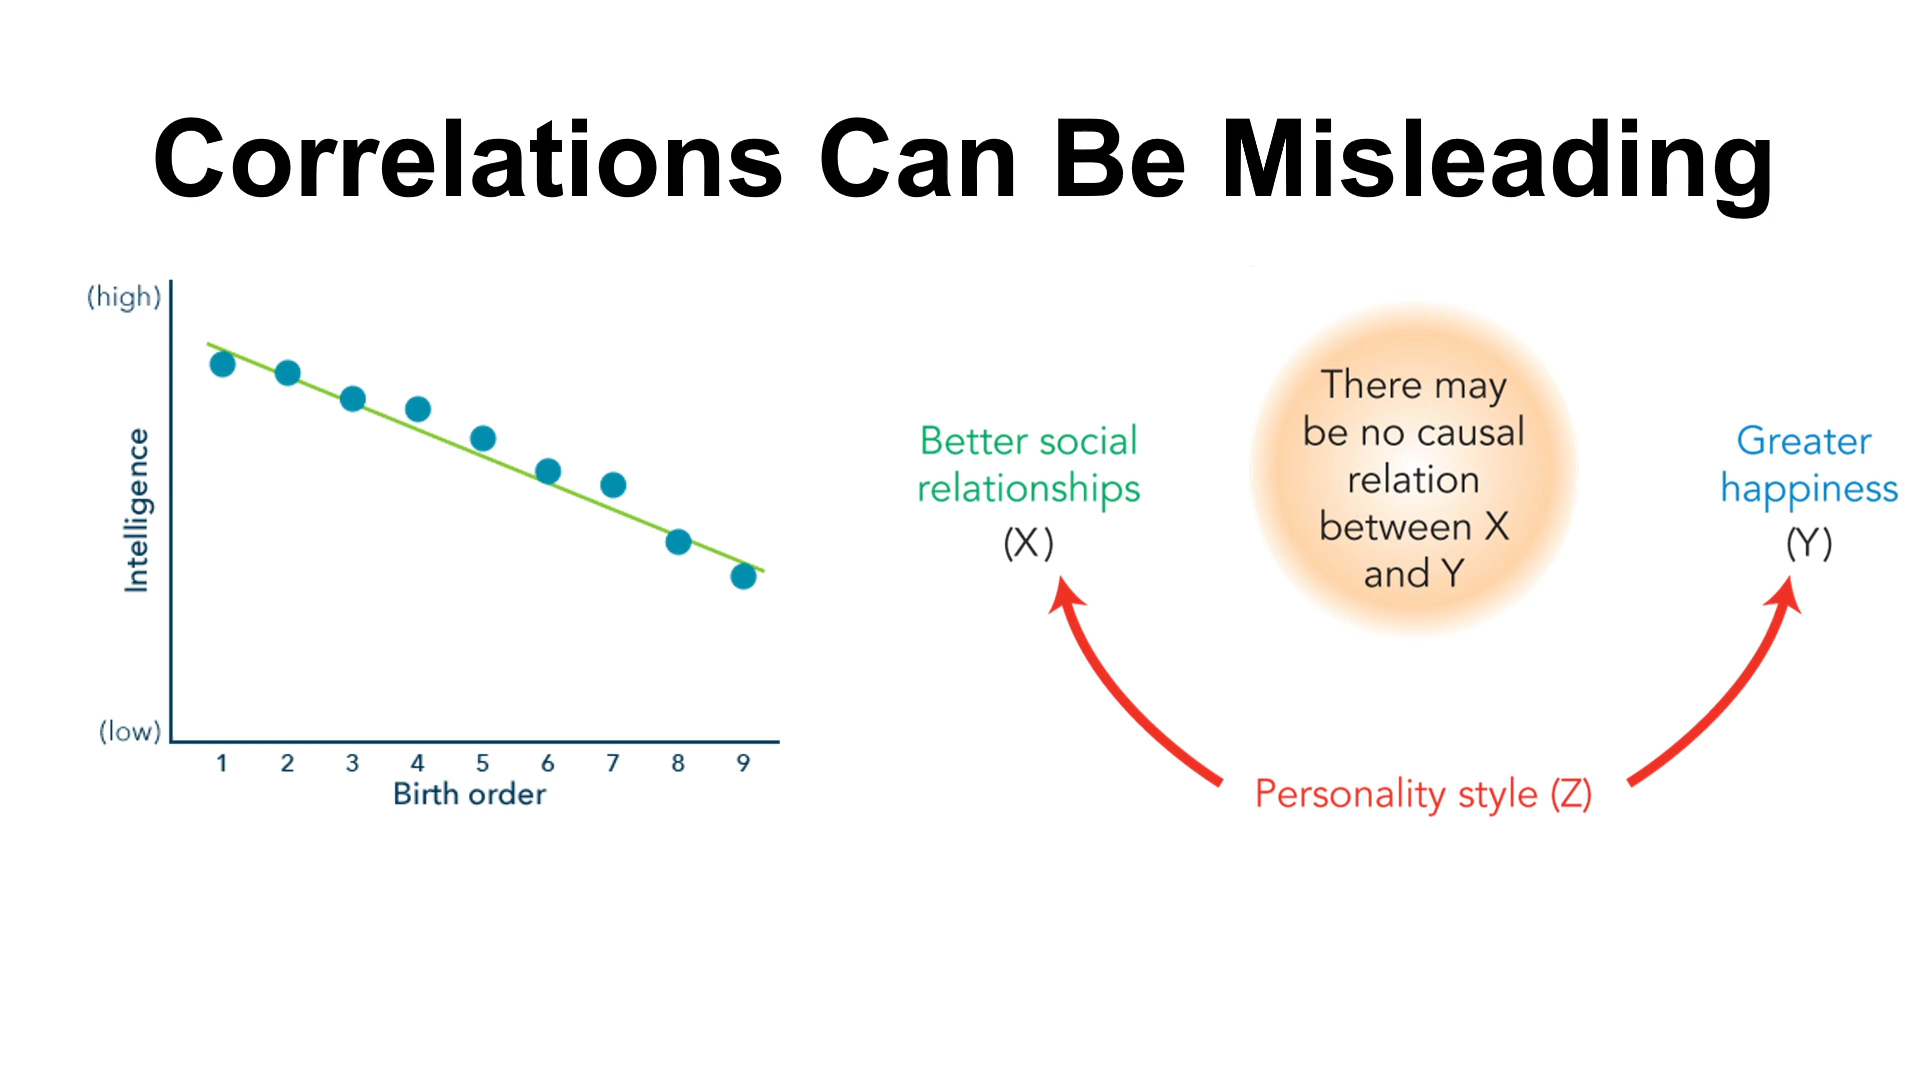 Correlations Can Be Misleading
(high)
Intelligence
(low)
1 2 3 4 5 6 7 8 9
Birth order
Better social
relationships
(X)
There may
be no causal
relation
between X
and Y
Greater
happiness
(Y)
Personality style (Z)